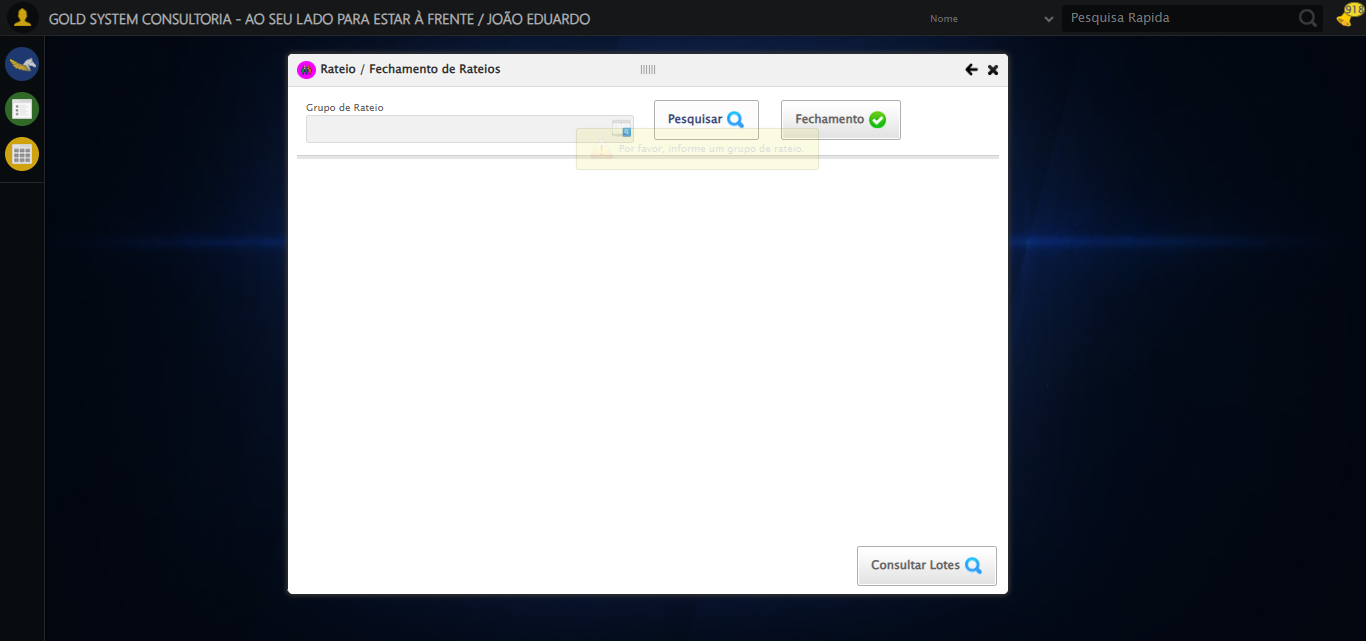 GOLD SYSTEM CONSULTORIA - AO SEU LADO PARA ESTAR À FRENTE / JOÃO EDUARDO
Nome
Pesquisa Rapida
918
Rateio / Fechamento de Rateios
Grupo de Rateio
Pesquisar
Fechamento
Por favor, informe um grupo de rateio.
Consultar Lotes